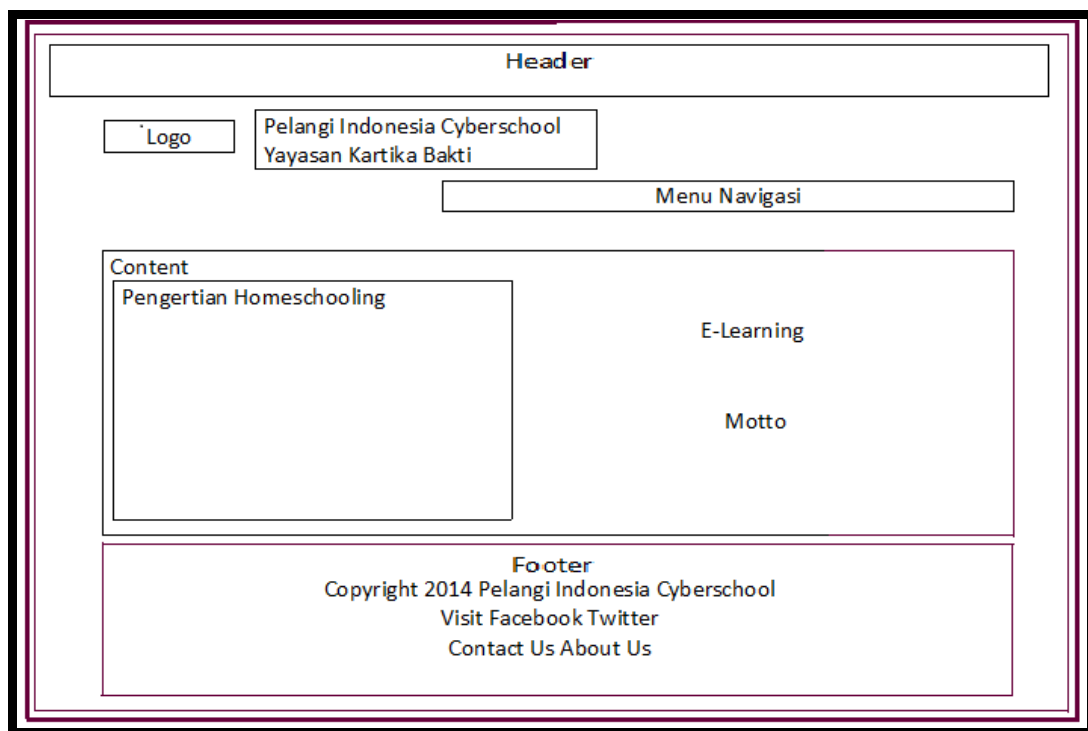 Header
Logo
Pelangi Indonesia Cyberschool
Yayasan Kartika Bakti
Menu Navigasi
Content
Pengertian Homeschooling
E-Learning
Motto
Footer
Copyright 2014 Pelangi Indonesia Cyberschool
Visit Facebook Twitter
Contact Us About Us